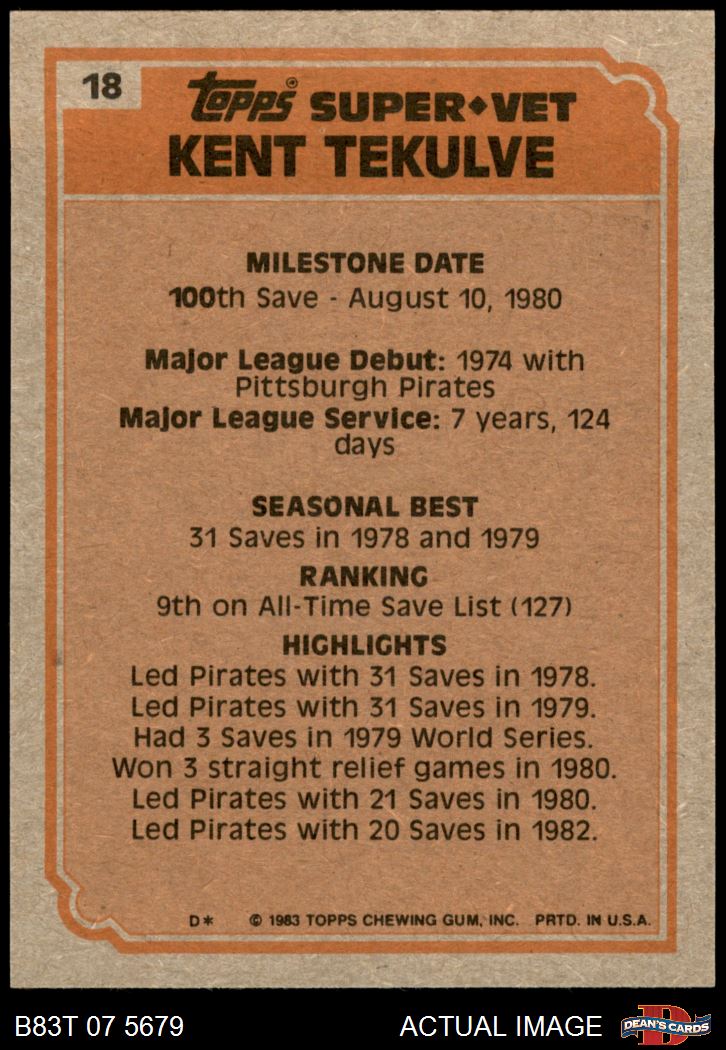 18
Topps® SUPER♦VET
KENT TEKULVE
MILESTONE DATE
100th Save - August 10, 1980
Major League Debut: 1974 with
Pittsburgh Pirates
Major League Service: 7 years, 124
days
SEASONAL BEST
31 Saves in 1978 and 1979
RANKING
9th on All-Time Save List (127)
HIGHLIGHTS
Led Pirates with 31 Saves in 1978.
Led Pirates with 31 Saves in 1979.
Had 3 Saves in 1979 World Series.
Won 3 straight relief games in 1980.
Led Pirates with 21 Saves in 1980.
Led Pirates with 20 Saves in 1982.
D* © 1983 TOPPS CHEWING GUM, INC. PRTD. IN U.S.A.
B83T 07 5679 ACTUAL IMAGE D DEAN'S CARDS